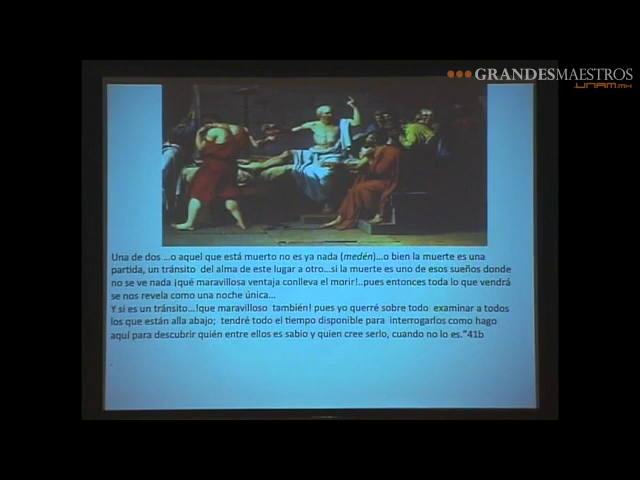 GRANDESMAESTROS
.UNAM.MX
Una de dos ...o aquel que está muerto no es ya nada (medén)...o bien la muerte es una
partida, un tránsito del alma de este lugar a otro...si la muerte es uno de esos sueños donde
no se ve nada ¡qué maravillosa ventaja conlleva el morir!..pues entonces toda lo que vendrá
se nos revela como una noche única...
Y si es un tránsito...!que maravilloso también! pues yo querré sobre todo examinar a todos
los que están alla abajo; tendré todo el tiempo disponible para interrogarlos como hago
aquí para descubrir quién entre ellos es sabio y quien cree serlo, cuando no lo es."41b